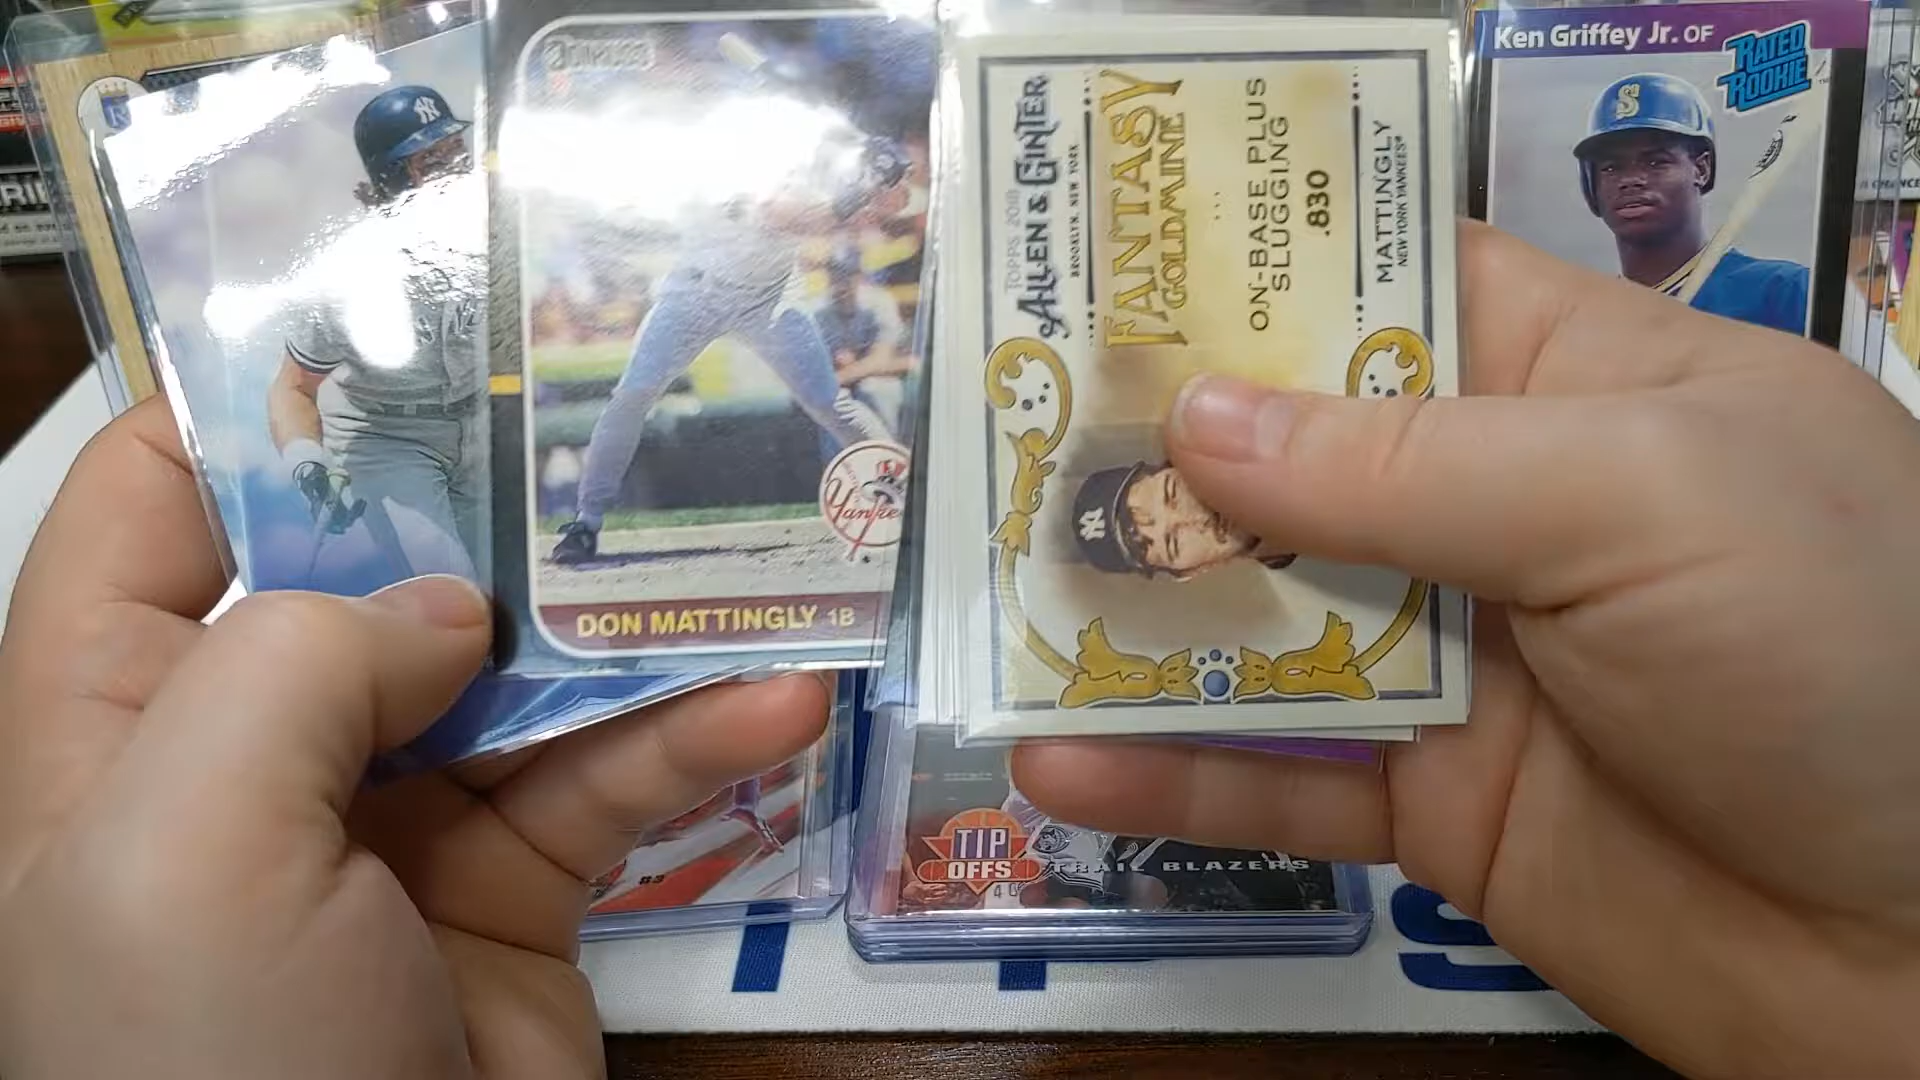 DONRUSS
DON MATTINGLY 1B
Yankees
TOPPS 2018
ALLEN & GINTER
BROOKLYN, NEW YORK
FANTASY
GOLDMINE
ON-BASE PLUS
SLUGGING
.830
MATTINGLY
NEW YORK YANKEES
Ken Griffey Jr. OF
RATED
ROOKIE
S
TIP
OFFS
TRAIL BLAZERS